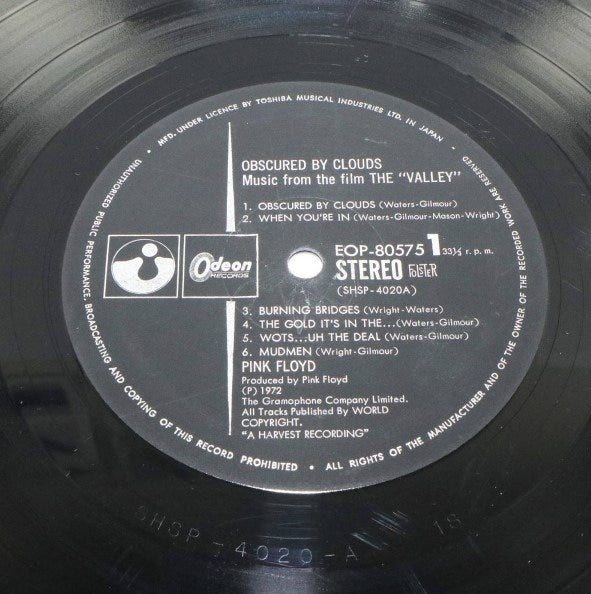 MFD. UNDER LICENCE BY TOSHIBA MUSICAL INDUSTRIES LTD. IN JAPAN
OBSCURED BY CLOUDS
Music from the film THE "VALLEY"
1. OBSCURED BY CLOUDS (Waters-Gilmour)
2. WHEN YOU'RE IN (Waters-Gilmour-Mason-Wright)
Odeon
RECORDS
EOP-80575 1 33⅓ r. p. m.
STEREO
(SHSP-4020A)
3. BURNING BRIDGES (Wright-Waters)
4. THE GOLD IT'S IN THE...(Waters-Gilmour)
5. WOTS...UH THE DEAL (Waters-Gilmour)
6. MUDMEN (Wright-Gilmour)
PINK FLOYD
Produced by Pink Floyd
(P) 1972
The Gramophone Company Limited.
All Tracks Published By WORLD
COPYRIGHT.
"A HARVEST RECORDING"
UNAUTHORIZED PUBLIC PERFORMANCE, BROADCASTING AND COPYING OF THIS RECORD PROHIBITED • ALL RIGHTS OF THE MANUFACTURER AND OF THE OWNER OF THE RECORDED WORK ARE RESERVED
SHSP-4020-A 1S